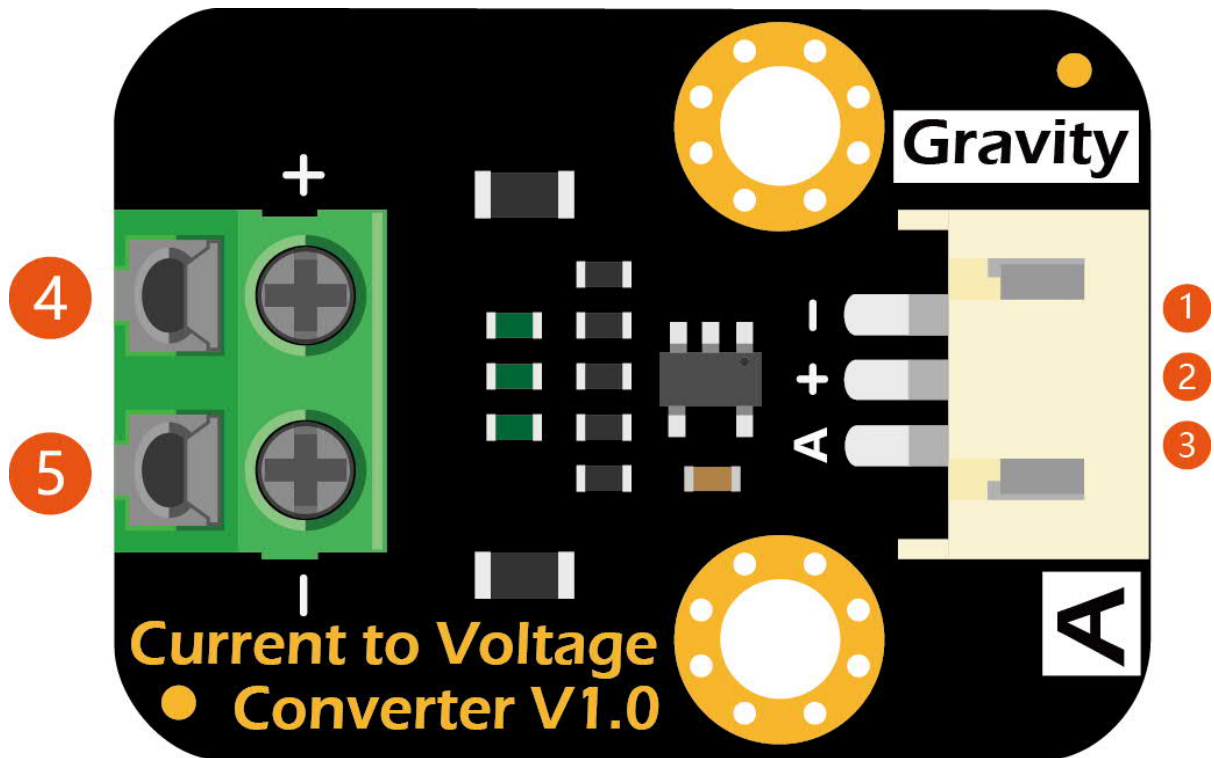 +
Gravity
4
− 1
+ 2
A 3
5
−
A
Current to Voltage
Converter V1.0